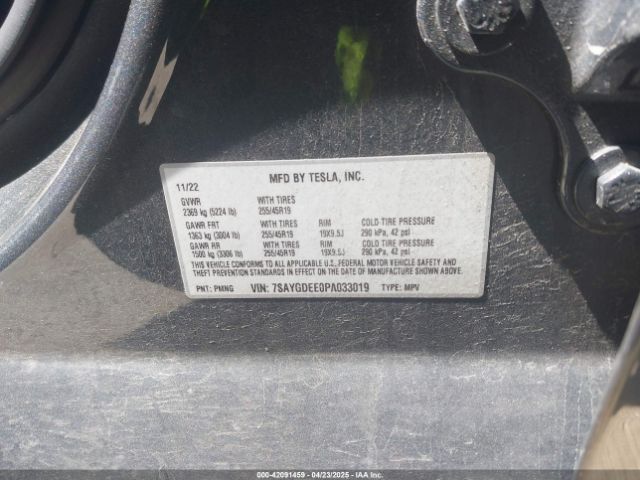 MFD BY TESLA, INC.
11/22
GVWR WITH TIRES
2369 kg (5224 lb) 255/45R19
GAWR FRT WITH TIRES RIM COLD TIRE PRESSURE
1363 kg (3004 lb) 255/45R19 19X9.5J 290 kPa, 42 psi
GAWR RR WITH TIRES RIM COLD TIRE PRESSURE
1500 kg (3306 lb) 255/45R19 19X9.5J 290 kPa, 42 psi
THIS VEHICLE CONFORMS TO ALL APPLICABLE U.S. FEDERAL MOTOR VEHICLE SAFETY AND
THEFT PREVENTION STANDARDS IN EFFECT ON THE DATE OF MANUFACTURE SHOWN ABOVE.
PNT: PMNG VIN: 7SAYGDEE0PA033019 TYPE: MPV
000-42091459 04/23/2025 IAAI.COM